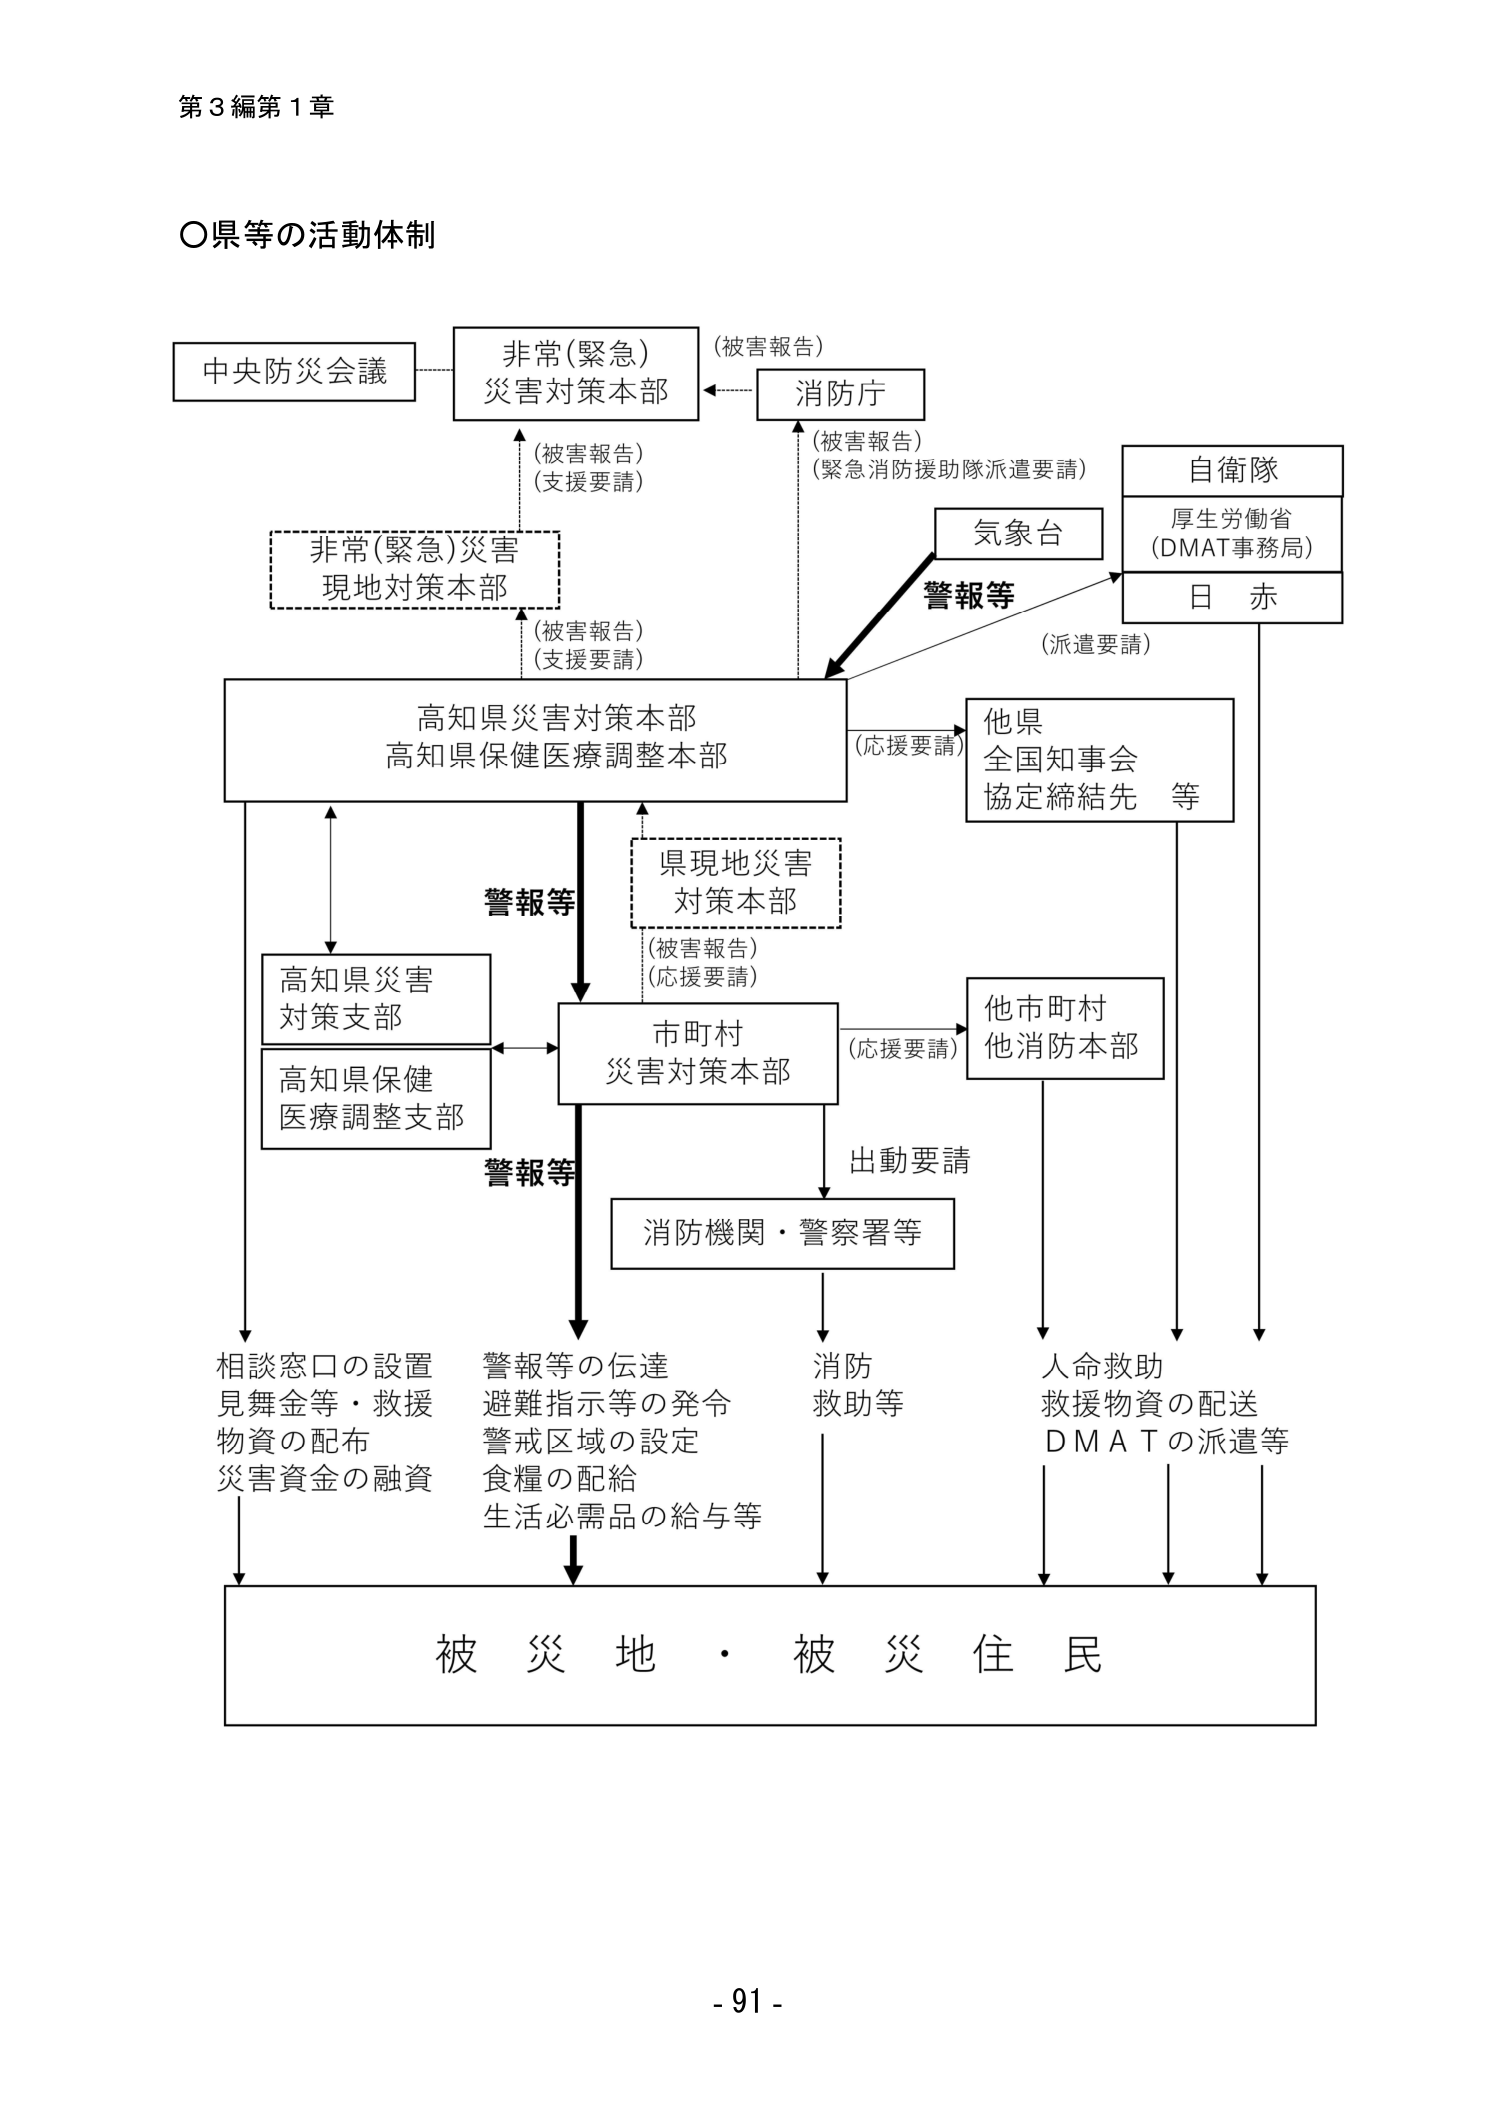 第３編第１章
〇県等の活動体制
中央防災会議
非常(緊急)
災害対策本部
(被害報告)
消防庁
(被害報告)
(支援要請)
(被害報告)
(緊急消防援助隊派遣要請)
自衛隊
厚生労働省
(DMAT事務局)
日　赤
気象台
警報等
非常(緊急)災害
現地対策本部
(被害報告)
(支援要請)
(派遣要請)
高知県災害対策本部
高知県保健医療調整本部
(応援要請)
他県
全国知事会
協定締結先　等
県現地災害
対策本部
警報等
(被害報告)
(応援要請)
高知県災害
対策支部
高知県保健
医療調整支部
市町村
災害対策本部
(応援要請)
他市町村
他消防本部
警報等
出動要請
消防機関・警察署等
相談窓口の設置
見舞金等・救援
物資の配布
災害資金の融資
警報等の伝達
避難指示等の発令
警戒区域の設定
食糧の配給
生活必需品の給与等
消防
救助等
人命救助
救援物資の配送
ＤＭＡＴの派遣等
被　災　地　・　被　災　住　民
- 91 -